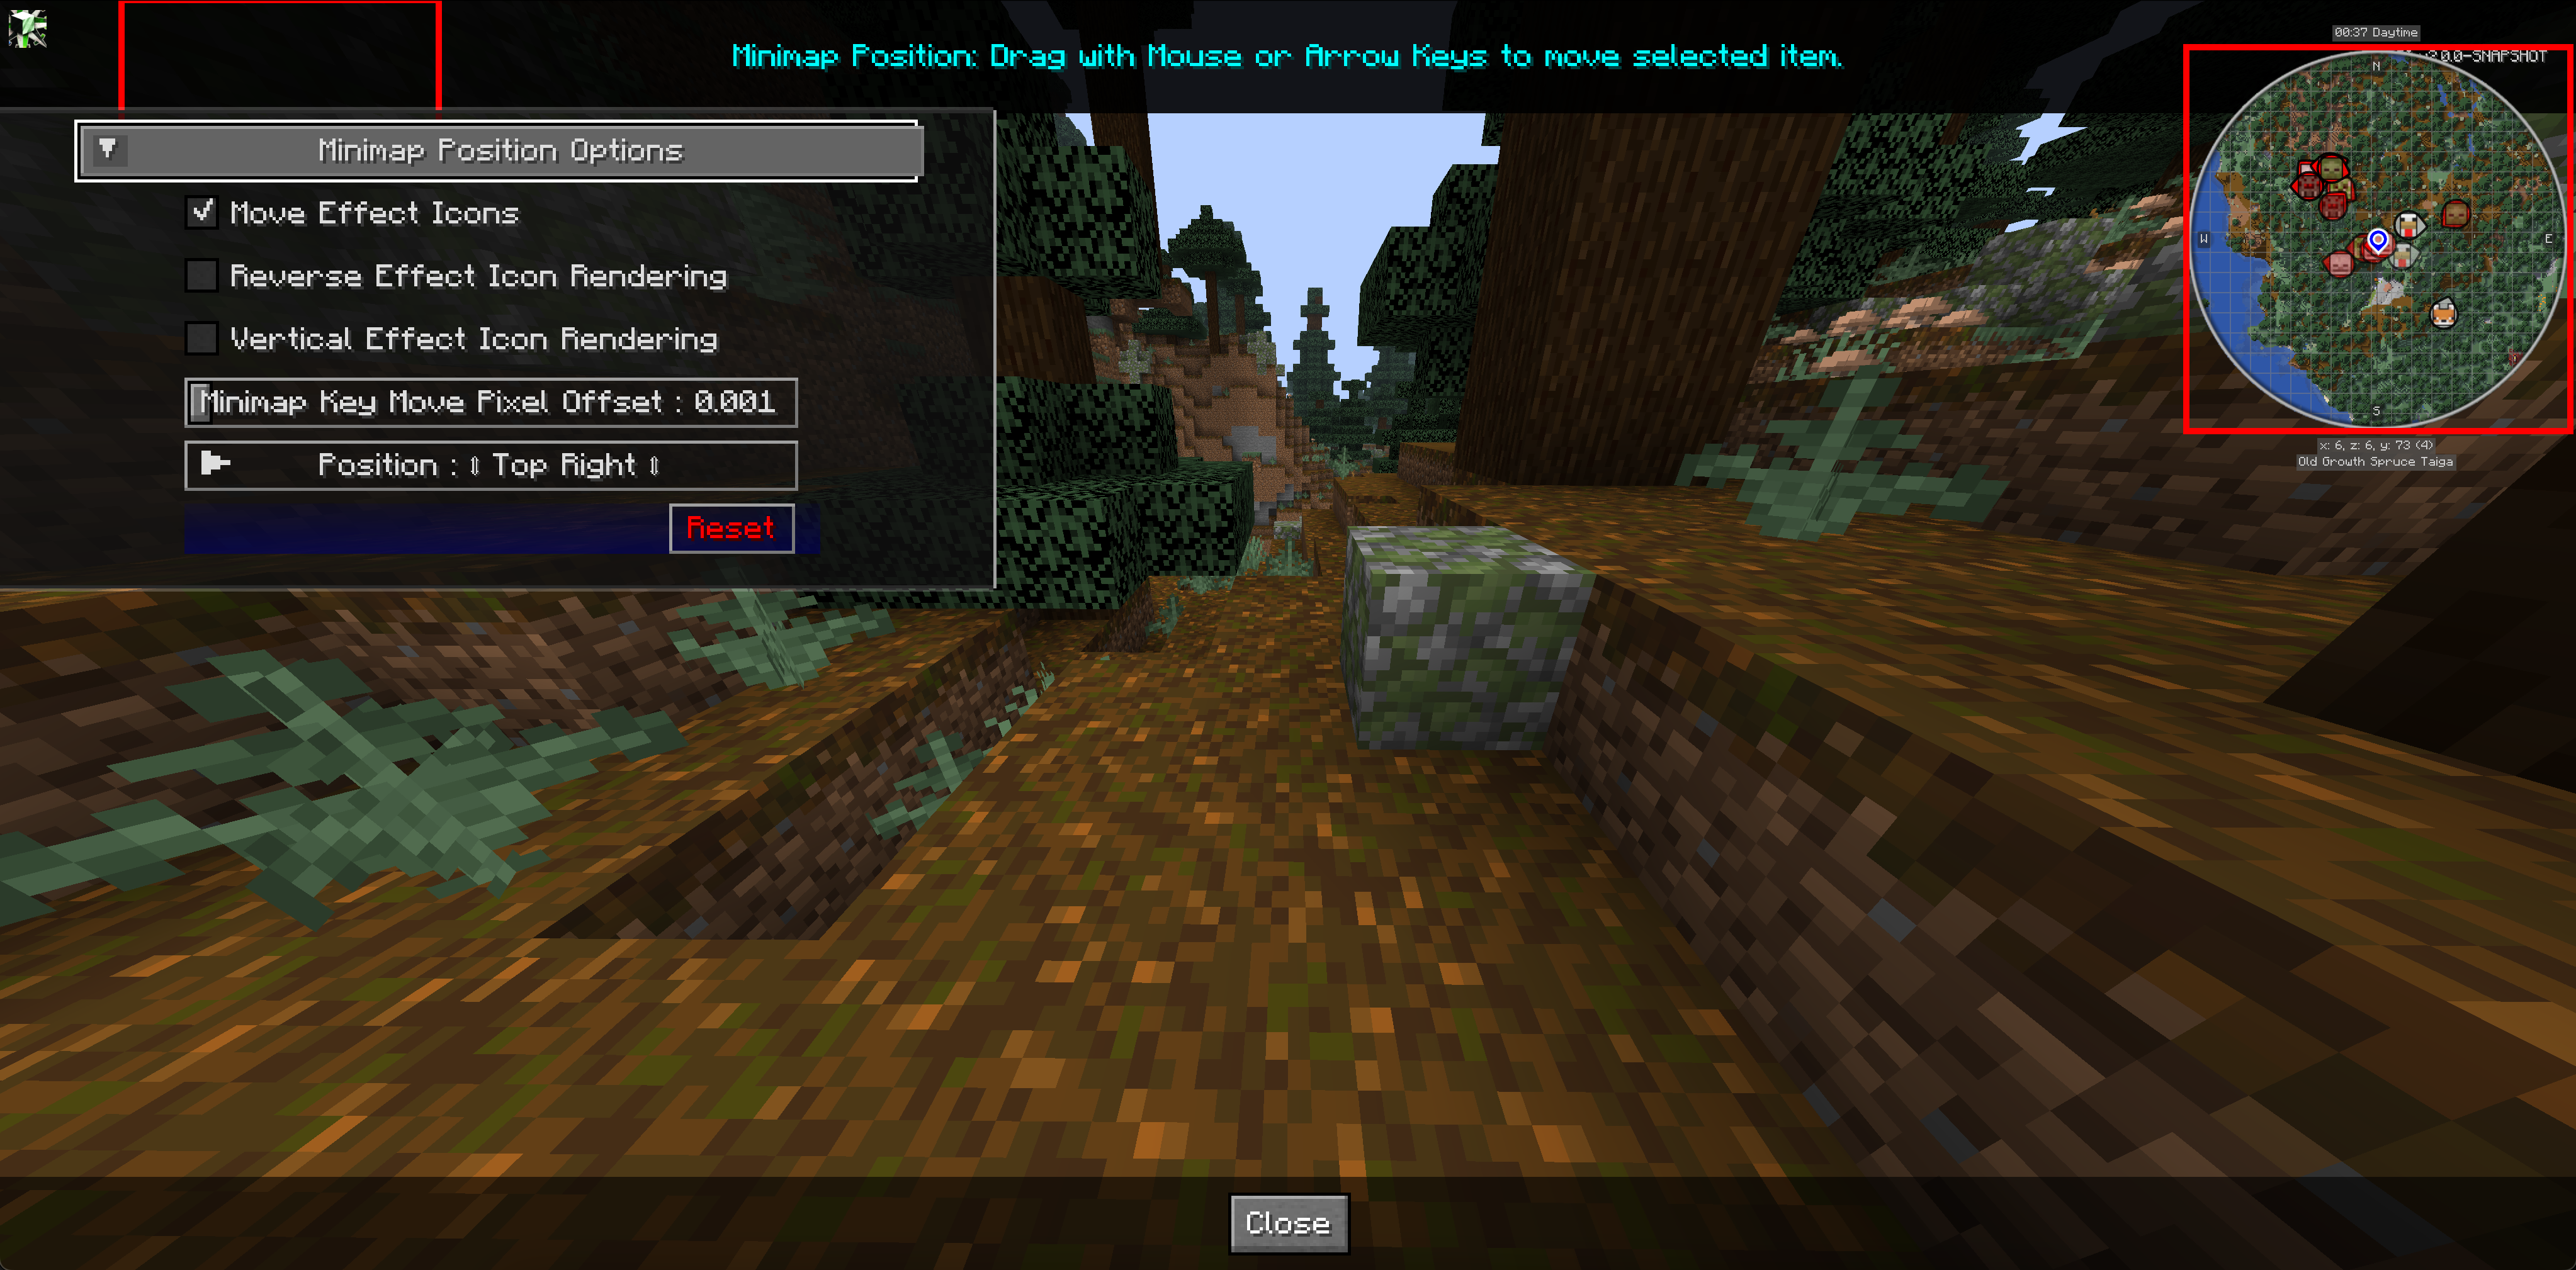 00:37 Daytime
Minimap Position: Drag with Mouse or Arrow Keys to move selected item.
.0.0-SNAPSHOT
N
Minimap Position Options
Move Effect Icons
W
E
Reverse Effect Icon Rendering
Vertical Effect Icon Rendering
Minimap Key Move Pixel Offset : 0.001
S
x: 6, z: 6, y: 73 (4)
Position : ⇕ Top Right ⇕
Old Growth Spruce Taiga
Reset
Close